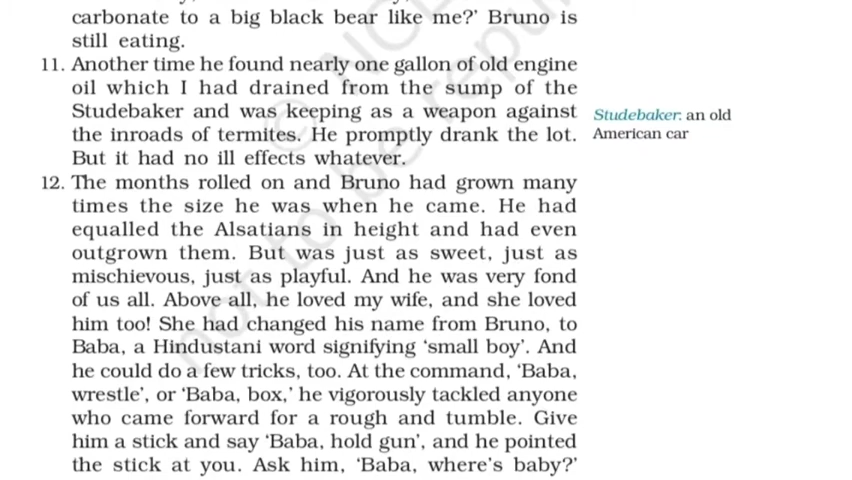 carbonate to a big black bear like me?' Bruno is
still eating.
11. Another time he found nearly one gallon of old engine
oil which I had drained from the sump of the
Studebaker and was keeping as a weapon against
the inroads of termites. He promptly drank the lot.
But it had no ill effects whatever.
Studebaker: an old
American car
12. The months rolled on and Bruno had grown many
times the size he was when he came. He had
equalled the Alsatians in height and had even
outgrown them. But was just as sweet, just as
mischievous, just as playful. And he was very fond
of us all. Above all, he loved my wife, and she loved
him too! She had changed his name from Bruno, to
Baba, a Hindustani word signifying 'small boy'. And
he could do a few tricks, too. At the command, 'Baba,
wrestle', or 'Baba, box,' he vigorously tackled anyone
who came forward for a rough and tumble. Give
him a stick and say 'Baba, hold gun', and he pointed
the stick at you. Ask him, 'Baba, where's baby?'
not to be republ